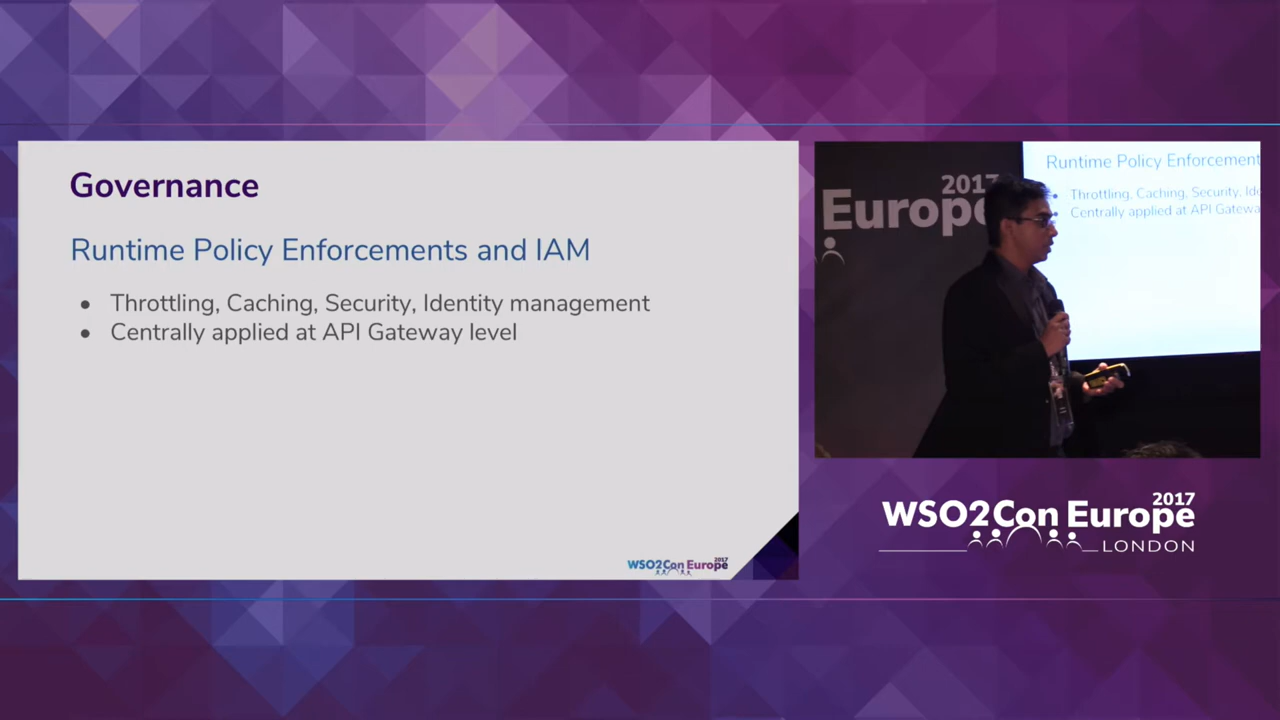 Governance
Runtime Policy Enforcements and IAM
● Throttling, Caching, Security, Identity management
● Centrally applied at API Gateway level
WSO2Con Europe 2017
2017
Europe
Runtime Policy Enforcement
Throttling, Caching, Security,
Centrally applied at API
2017
WSO2Con Europe
LONDON